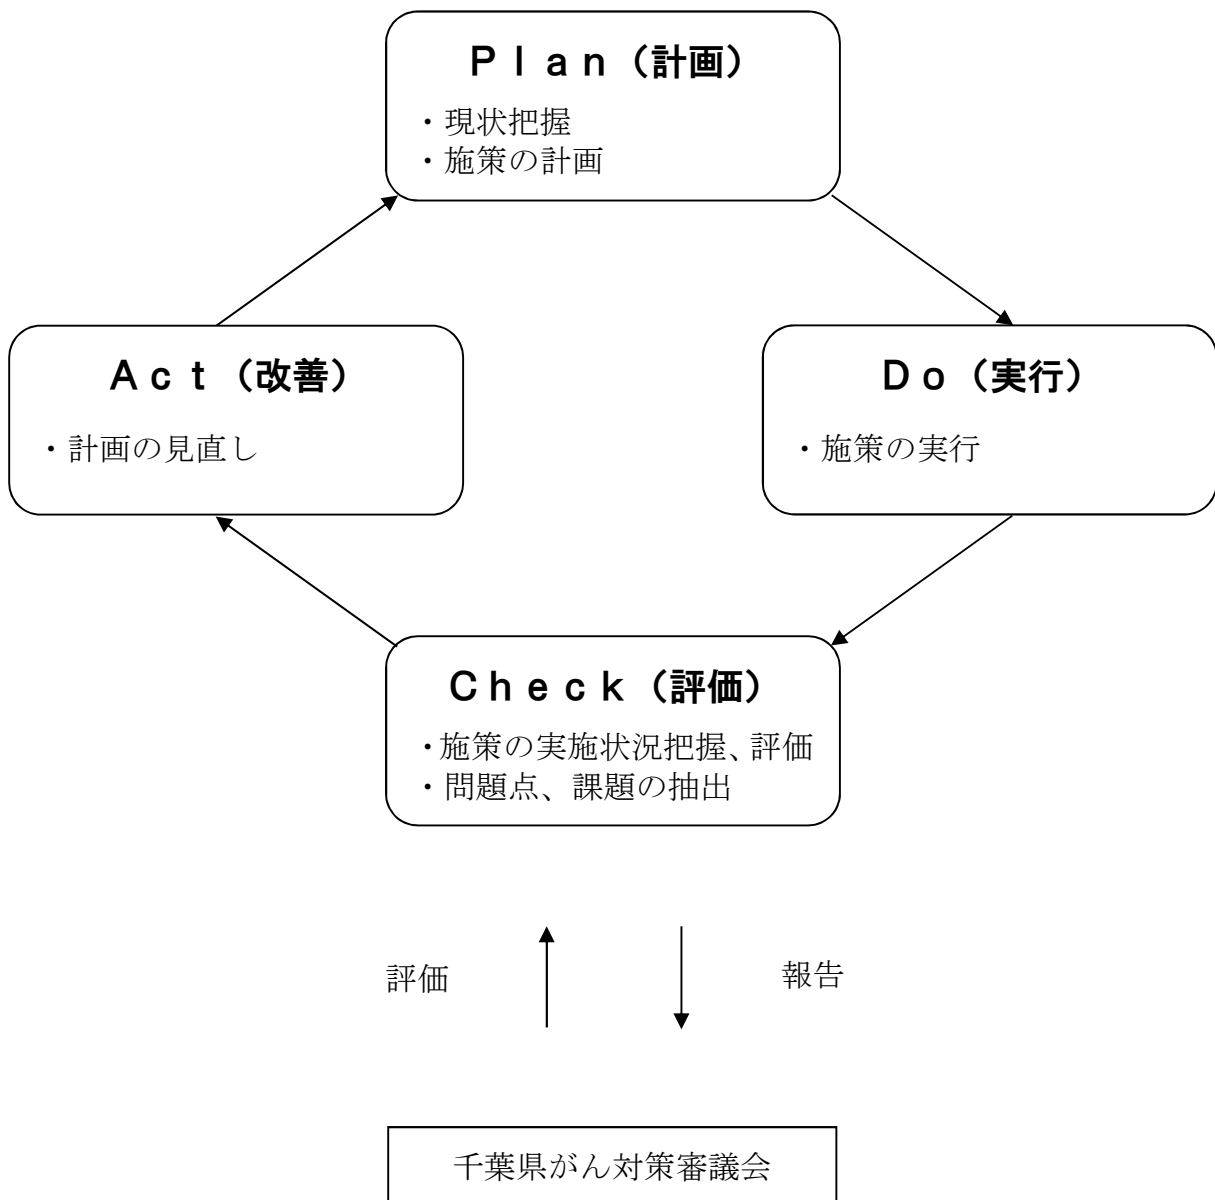 Ｐｌａｎ（計画）
・現状把握
・施策の計画
Ａｃｔ（改善）
・計画の見直し
Ｄｏ（実行）
・施策の実行
Ｃｈｅｃｋ（評価）
・施策の実施状況把握、評価
・問題点、課題の抽出
評価
報告
千葉県がん対策審議会